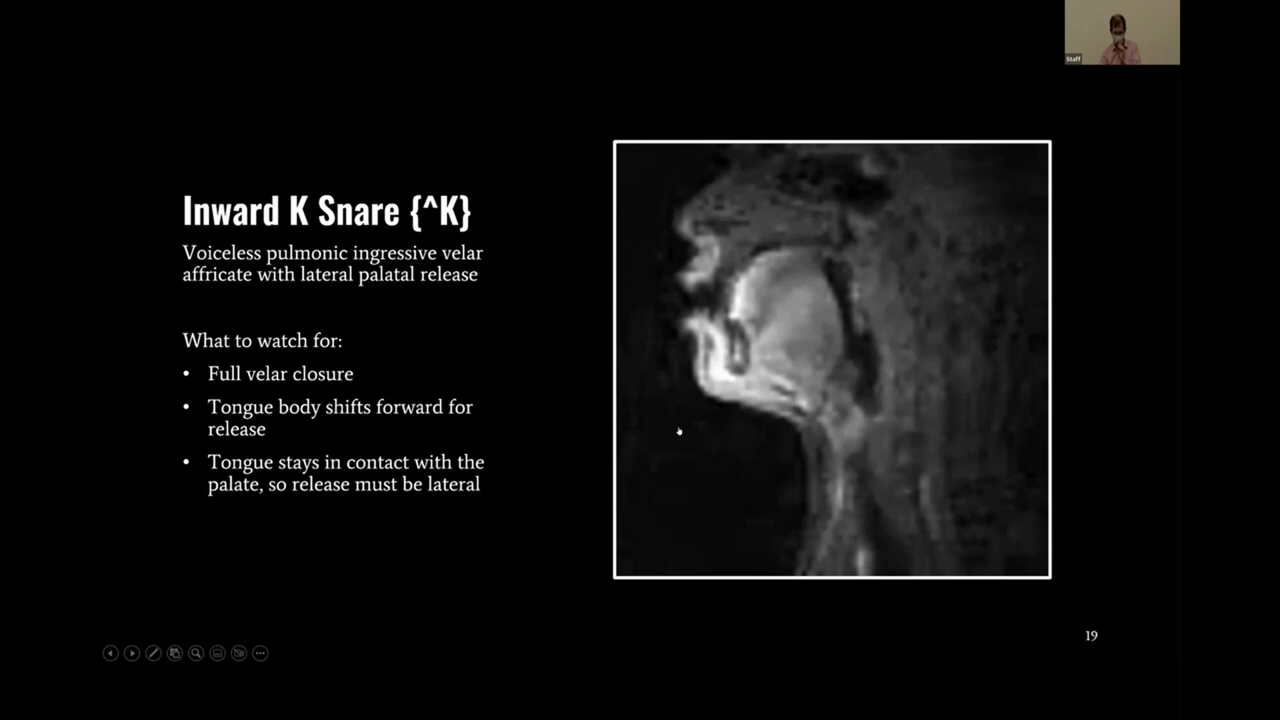 Staff
Inward K Snare {^K}
Voiceless pulmonic ingressive velar
affricate with lateral palatal release
What to watch for:
• Full velar closure
• Tongue body shifts forward for
release
• Tongue stays in contact with the
palate, so release must be lateral
19